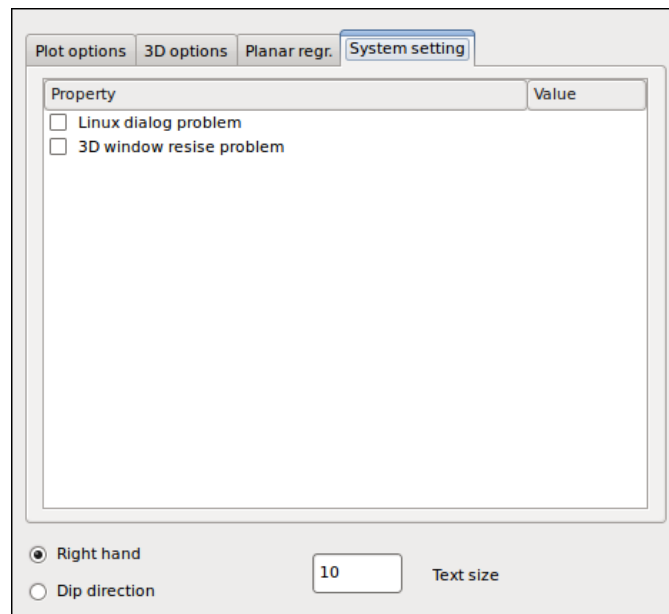 Plot options 3D options Planar regr. System setting
Property Value
Linux dialog problem
3D window resise problem
Right hand
10 Text size
Dip direction